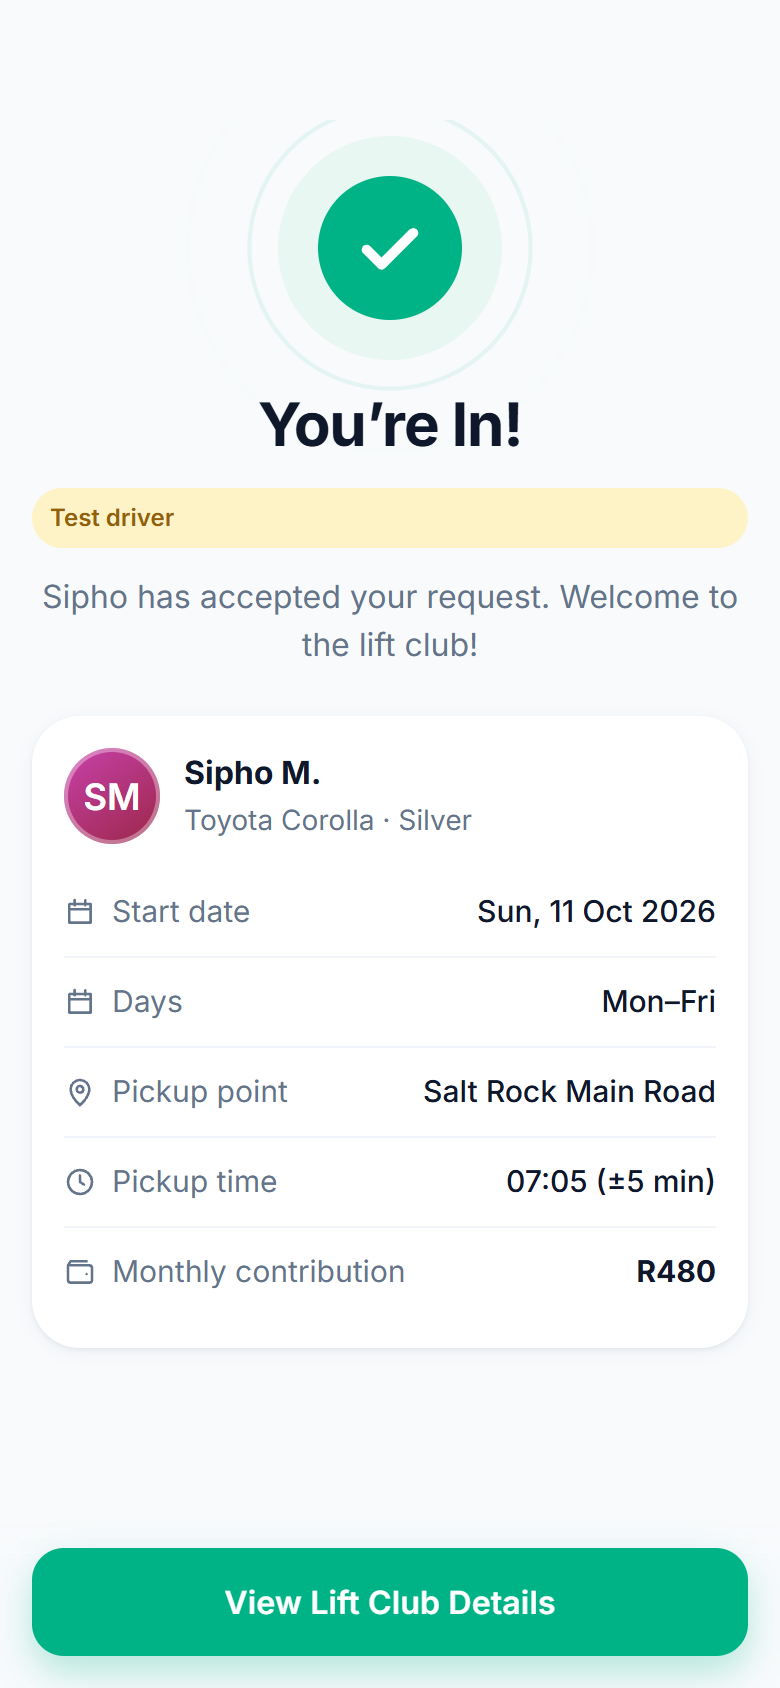 You’re In!
Test driver
Sipho has accepted your request. Welcome to
the lift club!
SM
Sipho M.
Toyota Corolla · Silver
Start date
Sun, 11 Oct 2026
Days
Mon–Fri
Pickup point
Salt Rock Main Road
Pickup time
07:05 (±5 min)
Monthly contribution
R480
View Lift Club Details